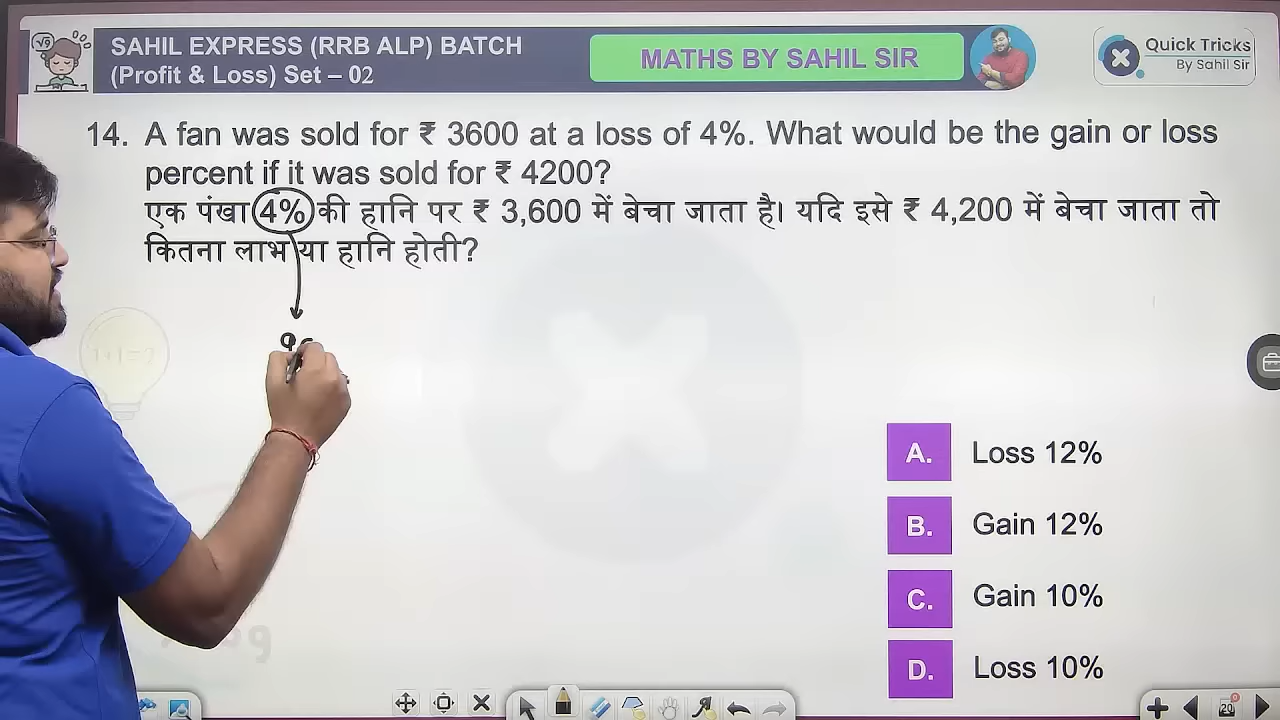 SAHIL EXPRESS (RRB ALP) BATCH
(Profit & Loss) Set – 02
MATHS BY SAHIL SIR
Quick Tricks
By Sahil Sir
14. A fan was sold for ₹ 3600 at a loss of 4%. What would be the gain or loss
percent if it was sold for ₹ 4200?
एक पंखा 4% की हानि पर ₹ 3,600 में बेचा जाता है। यदि इसे ₹ 4,200 में बेचा जाता तो
कितना लाभ या हानि होती?
A. Loss 12%
B. Gain 12%
C. Gain 10%
D. Loss 10%
20